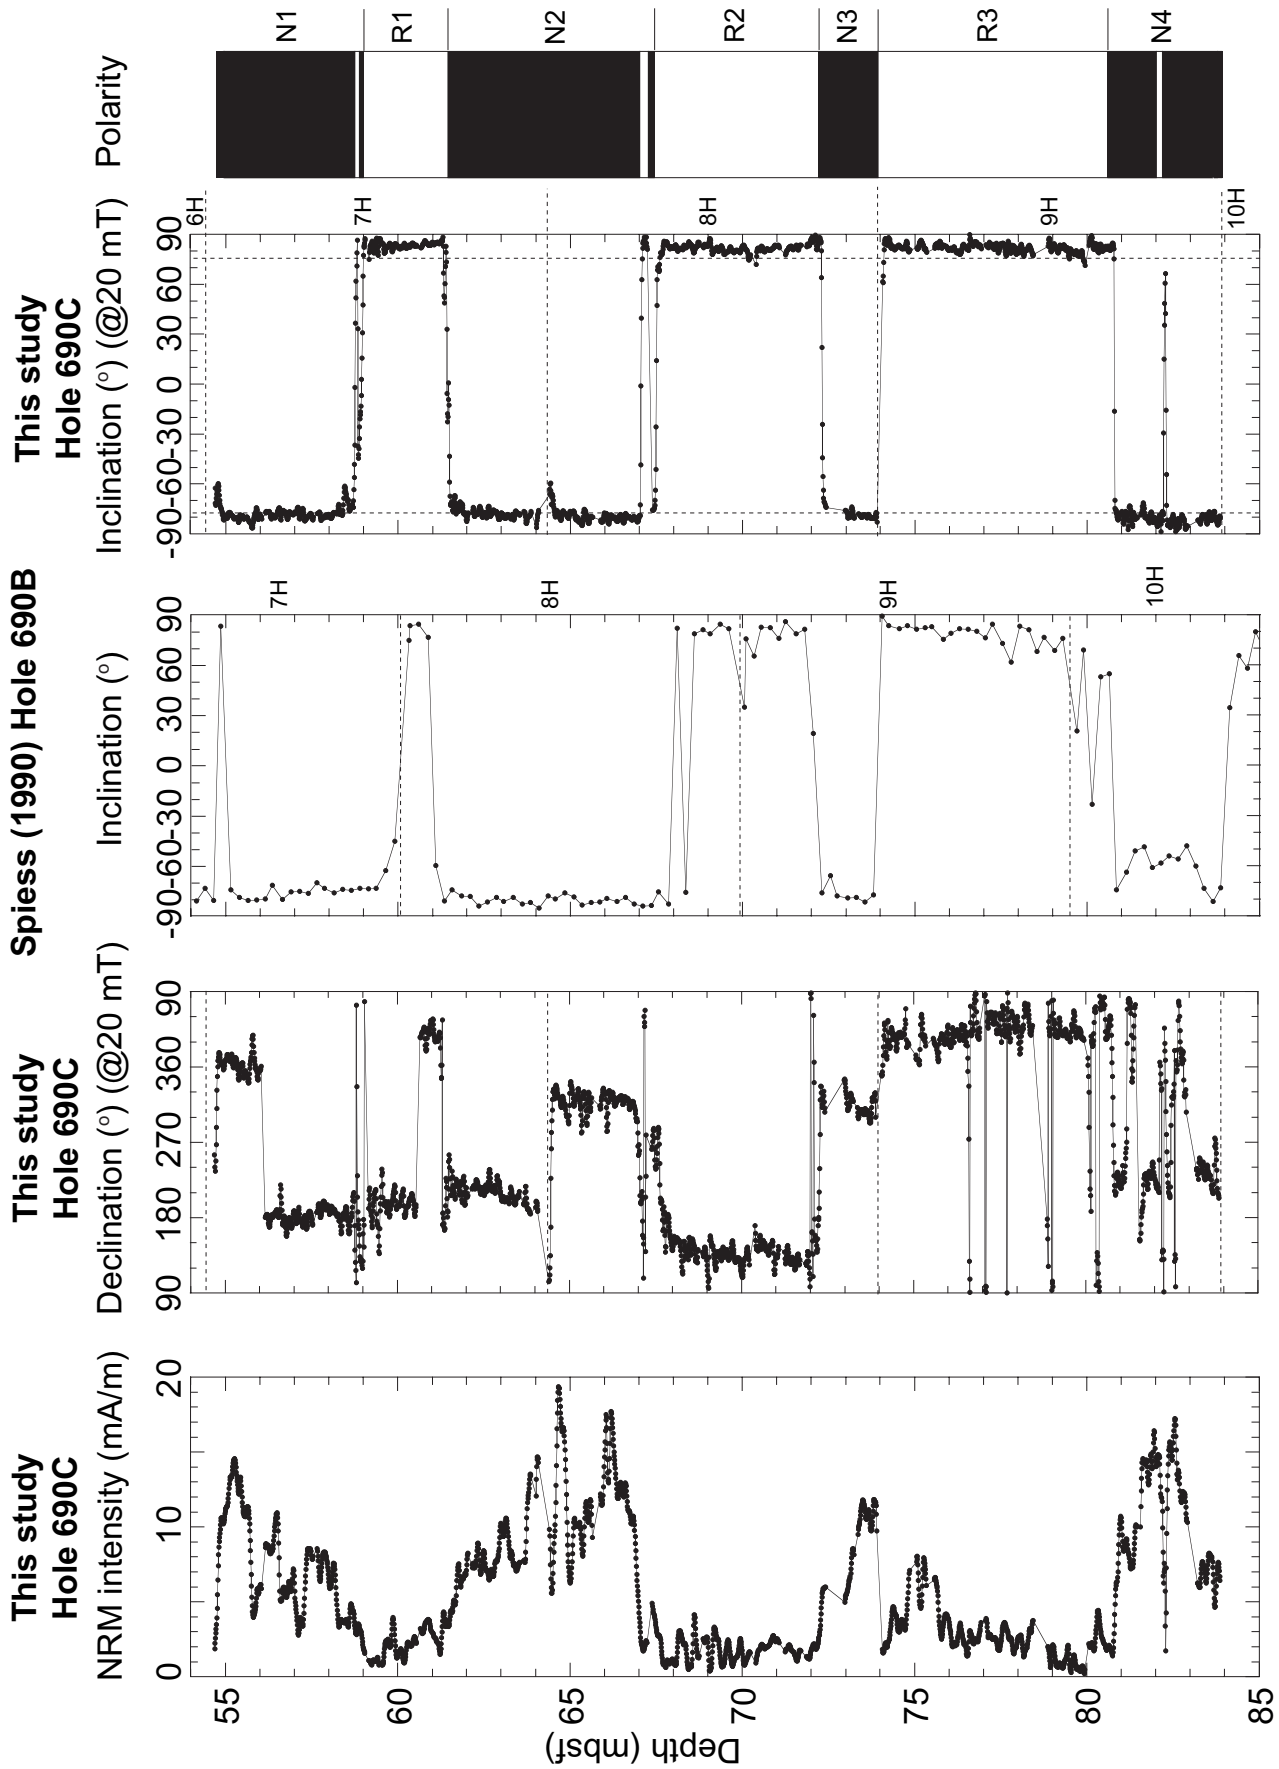 This study
Hole 690C
NRM intensity (mA/m)
0 10 20
This study
Hole 690C
Declination (°) (@20 mT)
90 180 270 360 90
Spiess (1990) Hole 690B
Inclination (°)
-90 -60 -30 0 30 60 90
7H
8H
9H
10H
This study
Hole 690C
Inclination (°) (@20 mT)
-90 -60 -30 0 30 60 90
6H
7H
8H
9H
10H
Polarity
N1
R1
N2
R2
N3
R3
N4
Depth (mbsf)
55
60
65
70
75
80
85